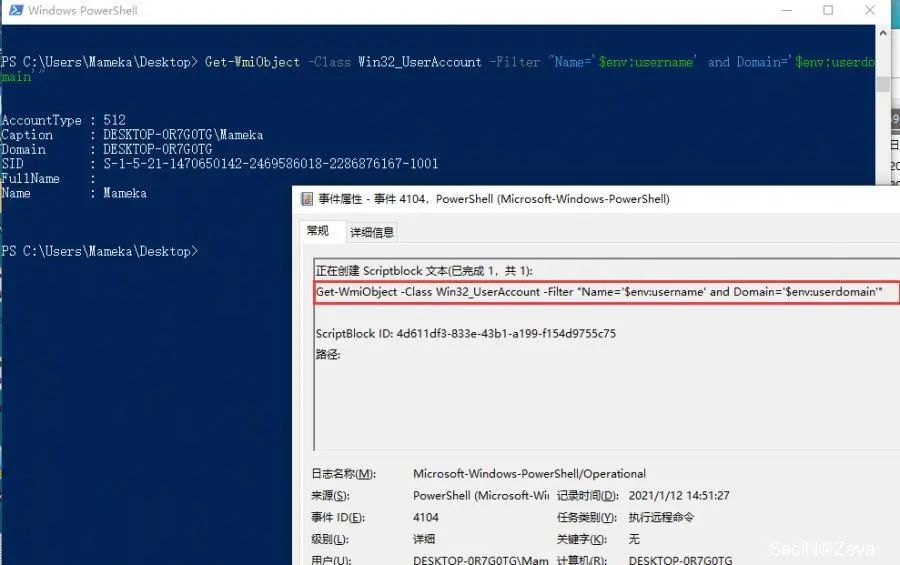 Windows PowerShell
PS C:\Users\Mameka\Desktop> Get-WmiObject -Class Win32_UserAccount -Filter "Name='$env:username' and Domain='$env:userdo
main'"
AccountType : 512
Caption : DESKTOP-0R7G0TG\Mameka
Domain : DESKTOP-0R7G0TG
SID : S-1-5-21-1470650142-2469586018-2286876167-1001
FullName :
Name : Mameka
PS C:\Users\Mameka\Desktop>
事件属性 - 事件 4104, PowerShell (Microsoft-Windows-PowerShell)
常规 详细信息
正在创建 Scriptblock 文本(已完成 1，共 1):
Get-WmiObject -Class Win32_UserAccount -Filter "Name='$env:username' and Domain='$env:userdomain'"
ScriptBlock ID: 4d611df3-833e-43b1-a199-f154d9755c75
路径:
日志名称(M): Microsoft-Windows-PowerShell/Operational
来源(S): PowerShell (Microsoft-Wi 记录时间(D): 2021/1/12 14:51:27
事件 ID(E): 4104 任务类别(Y): 执行远程命令
级别(L): 详细 关键字(K): 无
用户(U): DESKTOP-0R7G0TG\Mam 计算机(R): DESKTOP-0R7G0TG
SecIN@Zeva